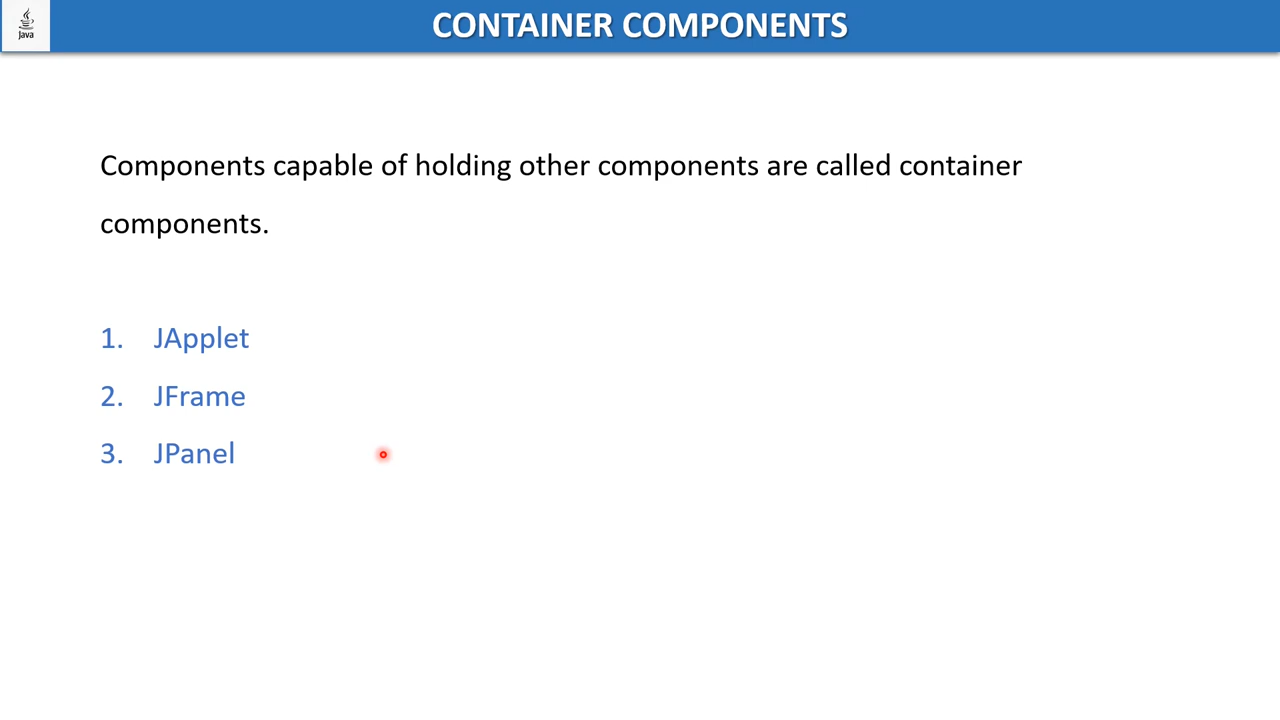 Java
CONTAINER COMPONENTS
Components capable of holding other components are called container
components.
1. JApplet
2. JFrame
3. JPanel